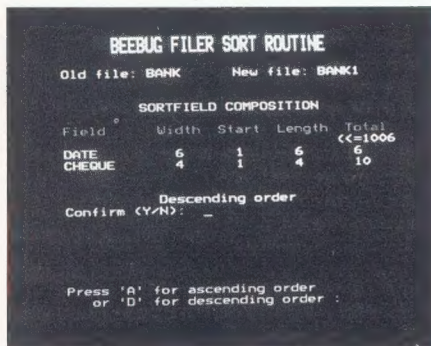 BEEBUG FILER SORT ROUTINE
Old file: BANK New file: BANK1
SORTFIELD COMPOSITION
Field Width Start Length Total
<<=1006
DATE 6 1 6 6
CHEQUE 4 1 4 10
Descending order
Confirm (Y/N): _
Press 'A' for ascending order
or 'D' for descending order :